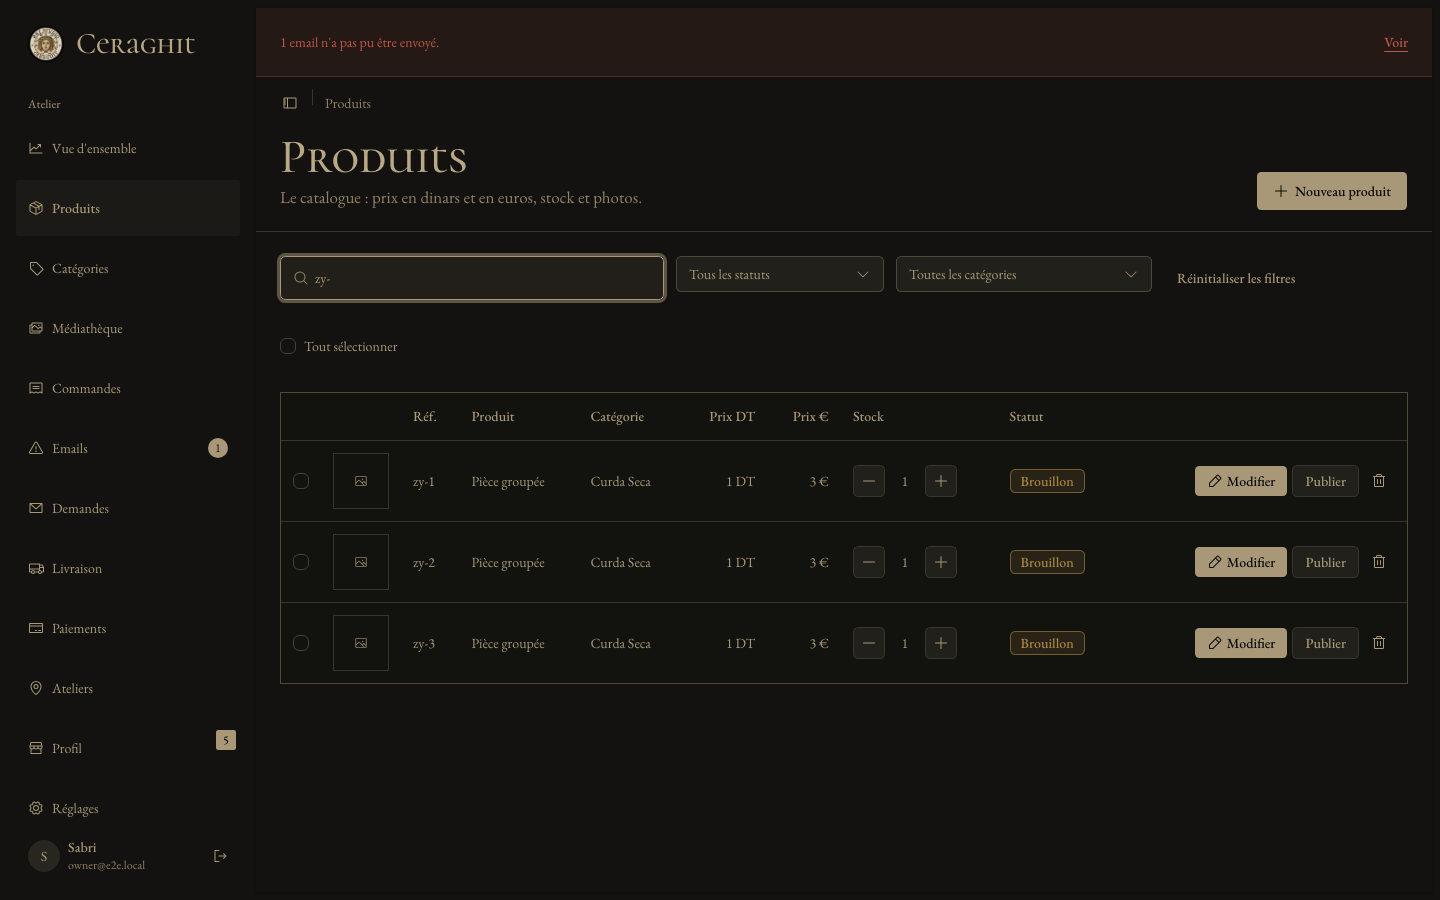 Ceraghit
Atelier
Vue d'ensemble
Produits
Catégories
Médiathèque
Commandes
Emails 1
Demandes
Livraison
Paiements
Ateliers
Profil 5
Réglages
S Sabri
owner@e2e.local
1 email n'a pas pu être envoyé. Voir
Produits
Produits
Le catalogue : prix en dinars et en euros, stock et photos.
Nouveau produit
zy- Tous les statuts Toutes les catégories Réinitialiser les filtres
Tout sélectionner
Réf. Produit Catégorie Prix DT Prix € Stock Statut
zy-1 Pièce groupée Curda Seca 1 DT 3 € 1 Brouillon Modifier Publier
zy-2 Pièce groupée Curda Seca 1 DT 3 € 1 Brouillon Modifier Publier
zy-3 Pièce groupée Curda Seca 1 DT 3 € 1 Brouillon Modifier Publier